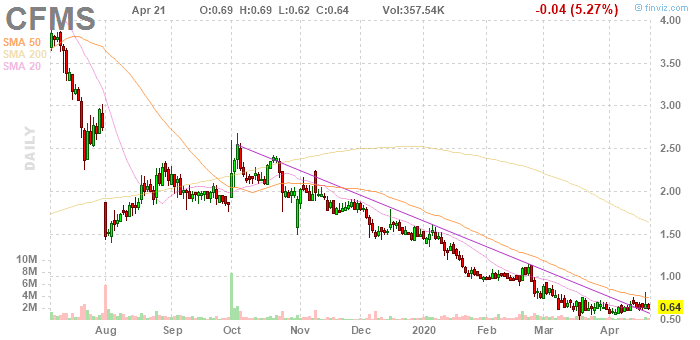 CFMS Apr 21 O:0.69 H:0.69 L:0.62 C:0.64 Vol:357.54K -0.04 (5.27%)
© finviz.com
SMA 50
SMA 200
SMA 20
DAILY
4.00
3.50
3.00
2.50
2.00
1.50
1.00
0.64
0.50
10M
8M
6M
4M
2M
Aug Sep Oct Nov Dec 2020 Feb Mar Apr